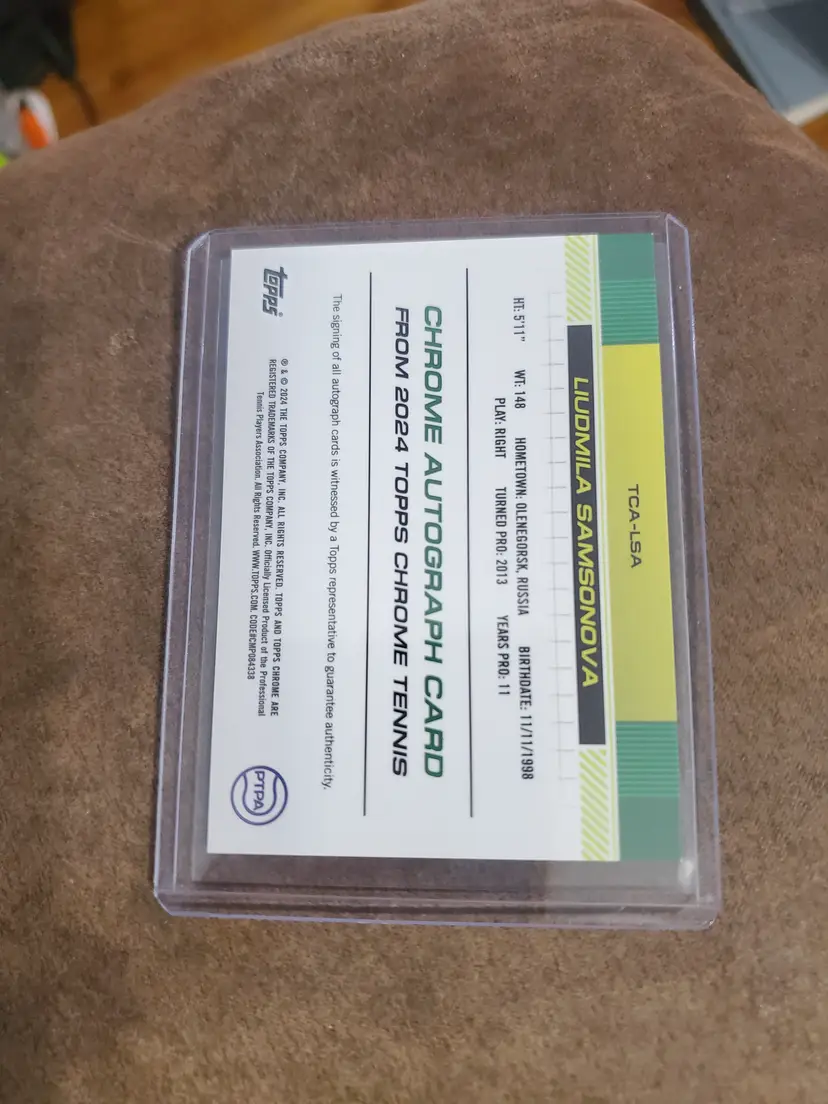 TCA-LSA
LIUDMILA SAMSONOVA
HT: 5'11" WT: 148 HOMETOWN: OLENEGORSK, RUSSIA BIRTHDATE: 11/11/1998
PLAY: RIGHT TURNED PRO: 2013 YEARS PRO: 11
CHROME AUTOGRAPH CARD
FROM 2024 TOPPS CHROME TENNIS
The signing of all autograph cards is witnessed by a Topps representative to guarantee authenticity.
topps
® & © 2024 THE TOPPS COMPANY, INC. ALL RIGHTS RESERVED. TOPPS AND TOPPS CHROME ARE
REGISTERED TRADEMARKS OF THE TOPPS COMPANY, INC. Officially Licensed Product of the Professional
Tennis Players Association. All Rights Reserved. WWW.TOPPS.COM. CODE#CMP084338
PTPA